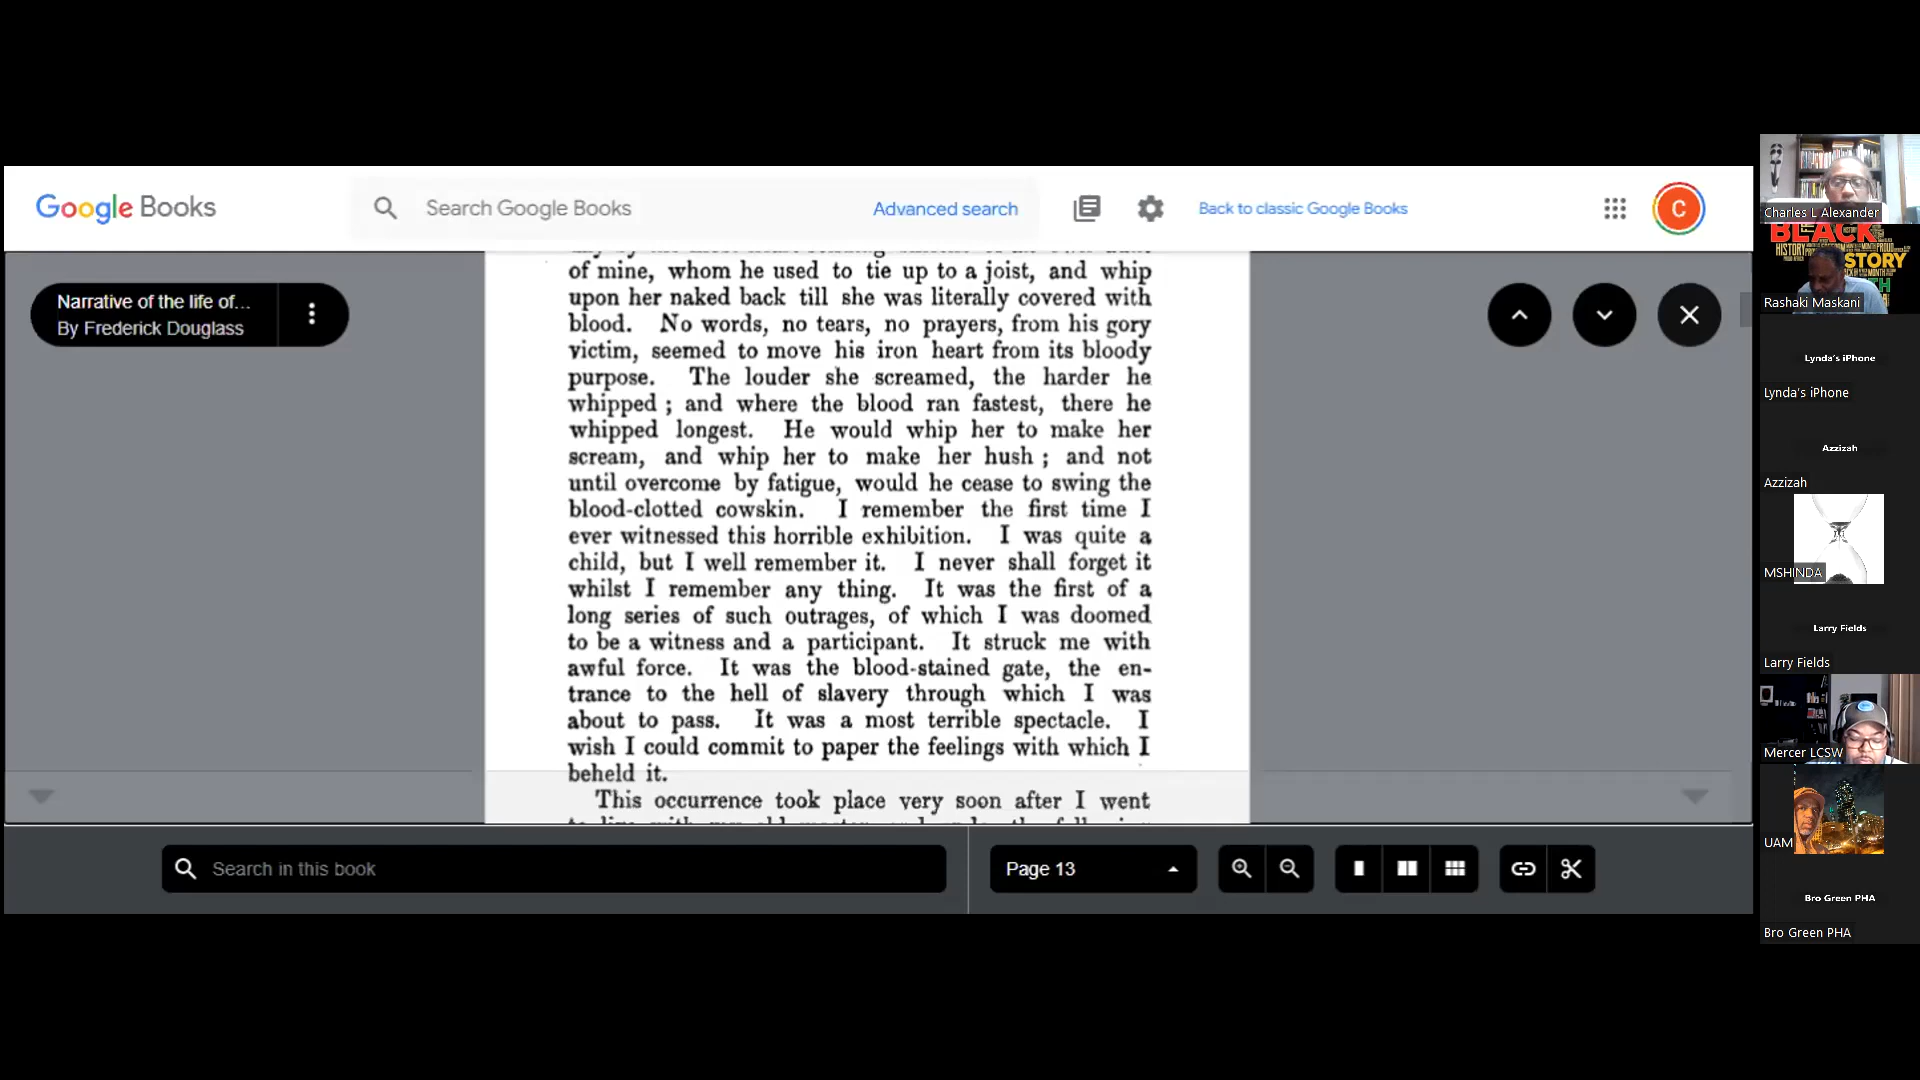 Google Books
Search Google Books
Advanced search
Back to classic Google Books
C
Narrative of the life of...
By Frederick Douglass
of mine, whom he used to tie up to a joist, and whip
upon her naked back till she was literally covered with
blood. No words, no tears, no prayers, from his gory
victim, seemed to move his iron heart from its bloody
purpose. The louder she screamed, the harder he
whipped ; and where the blood ran fastest, there he
whipped longest. He would whip her to make her
scream, and whip her to make her hush ; and not
until overcome by fatigue, would he cease to swing the
blood-clotted cowskin. I remember the first time I
ever witnessed this horrible exhibition. I was quite a
child, but I well remember it. I never shall forget it
whilst I remember any thing. It was the first of a
long series of such outrages, of which I was doomed
to be a witness and a participant. It struck me with
awful force. It was the blood-stained gate, the en-
trance to the hell of slavery through which I was
about to pass. It was a most terrible spectacle. I
wish I could commit to paper the feelings with which I
beheld it.
This occurrence took place very soon after I went
Search in this book
Page 13
Charles L Alexander
BLACK
HISTORY
STORY
MONTH
Rashaki Maskani
Lynda's iPhone
Lynda's iPhone
Azzizah
Azzizah
MSHINDA
Larry Fields
Larry Fields
Mercer LCSW
UAM
Bro Green PHA
Bro Green PHA